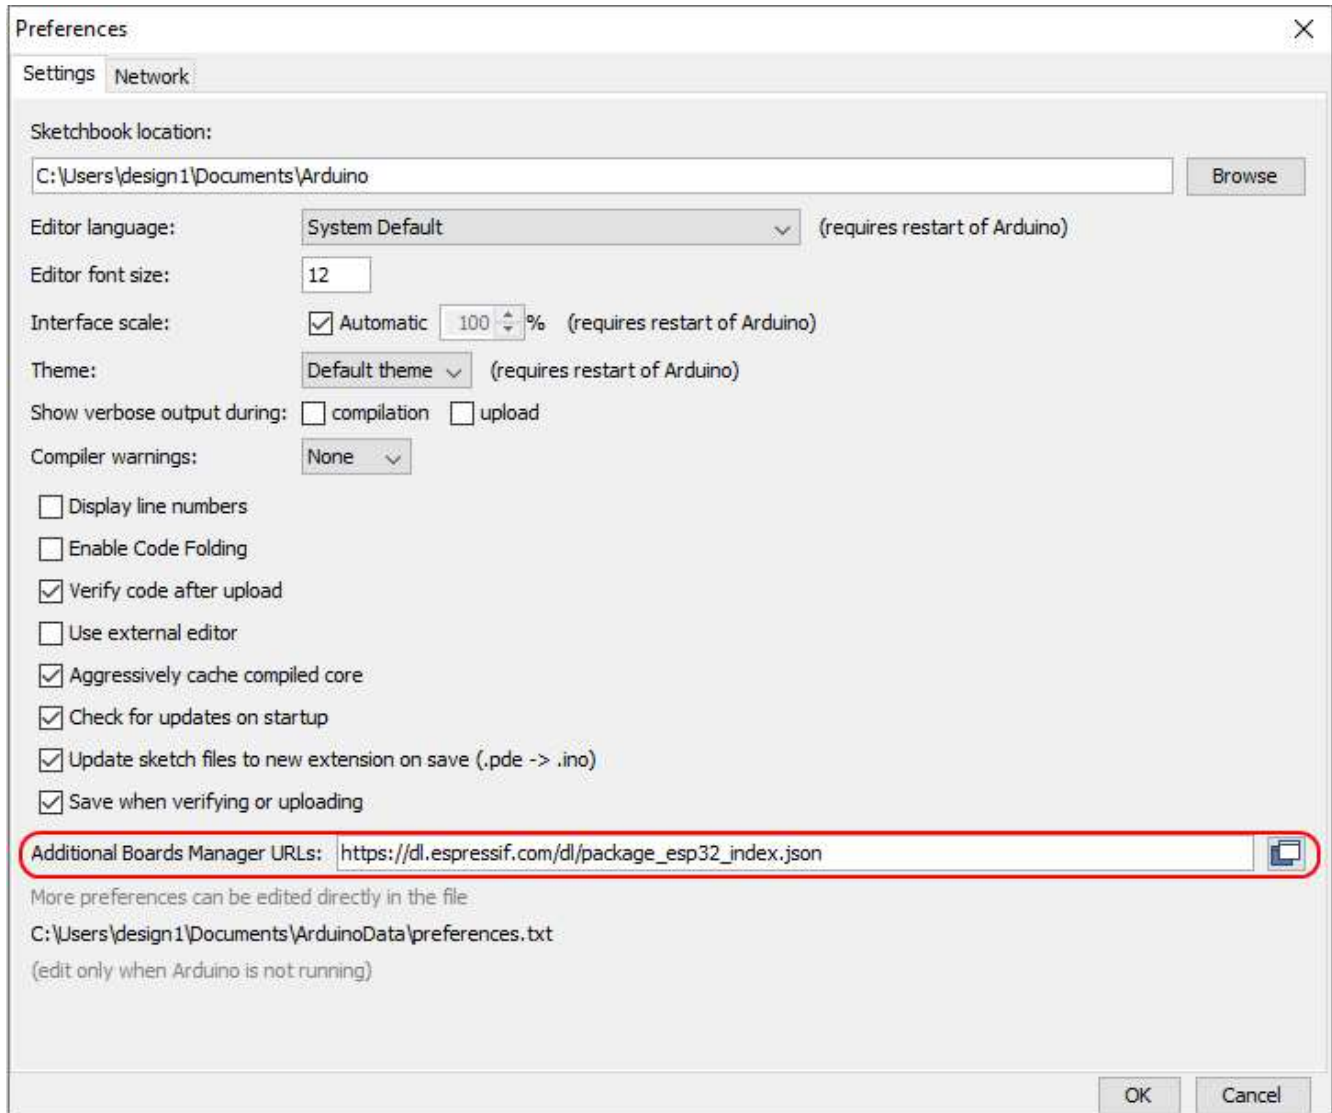 Preferences
Settings Network
Sketchbook location:
C:\Users\design1\Documents\Arduino Browse
Editor language: System Default (requires restart of Arduino)
Editor font size: 12
Interface scale: Automatic 100 % (requires restart of Arduino)
Theme: Default theme (requires restart of Arduino)
Show verbose output during: compilation upload
Compiler warnings: None
Display line numbers
Enable Code Folding
Verify code after upload
Use external editor
Aggressively cache compiled core
Check for updates on startup
Update sketch files to new extension on save (.pde -> .ino)
Save when verifying or uploading
Additional Boards Manager URLs: https://dl.espressif.com/dl/package_esp32_index.json
More preferences can be edited directly in the file
C:\Users\design1\Documents\ArduinoData\preferences.txt
(edit only when Arduino is not running)
OK Cancel